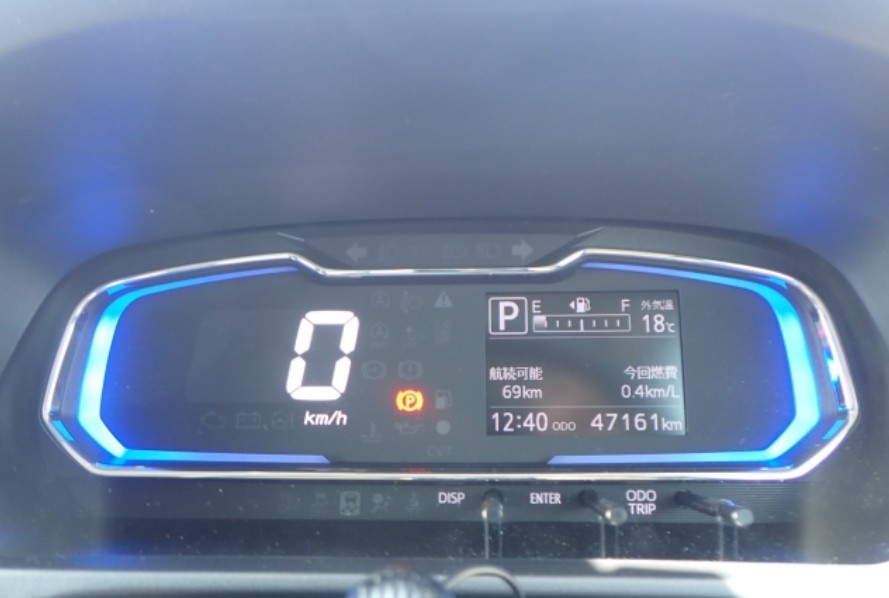 0
km/h
P
P
E F
外気温
18℃
航続可能
69km
今回燃費
0.4km/L
12:40 ODO 47161km
DISP
ENTER
ODO
TRIP